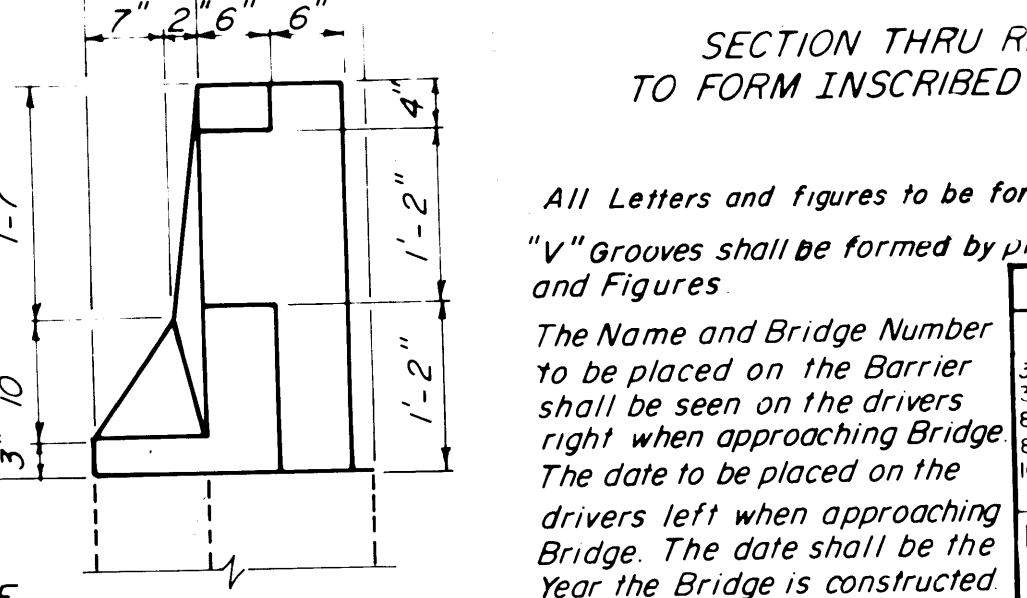 7" 2" 6" 6"
4"
1'-2"
1'-2"
1-7
10
3"
SECTION THRU
TO FORM INSCRIBED
All Letters and figures to be
"V" Grooves shall be formed by
and Figures
The Name and Bridge Number
to be placed on the Barrier
shall be seen on the drivers
right when approaching Bridge.
The date to be placed on the
drivers left when approaching
Bridge. The date shall be the
Year the Bridge is constructed.